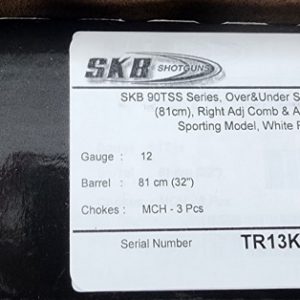 SKB SHOTGUNS
SKB 90TSS Series, Over&Under S
(81cm), Right Adj Comb & A
Sporting Model, White
Gauge : 12
Barrel : 81 cm (32")
Chokes : MCH - 3 Pcs
Serial Number TR13K